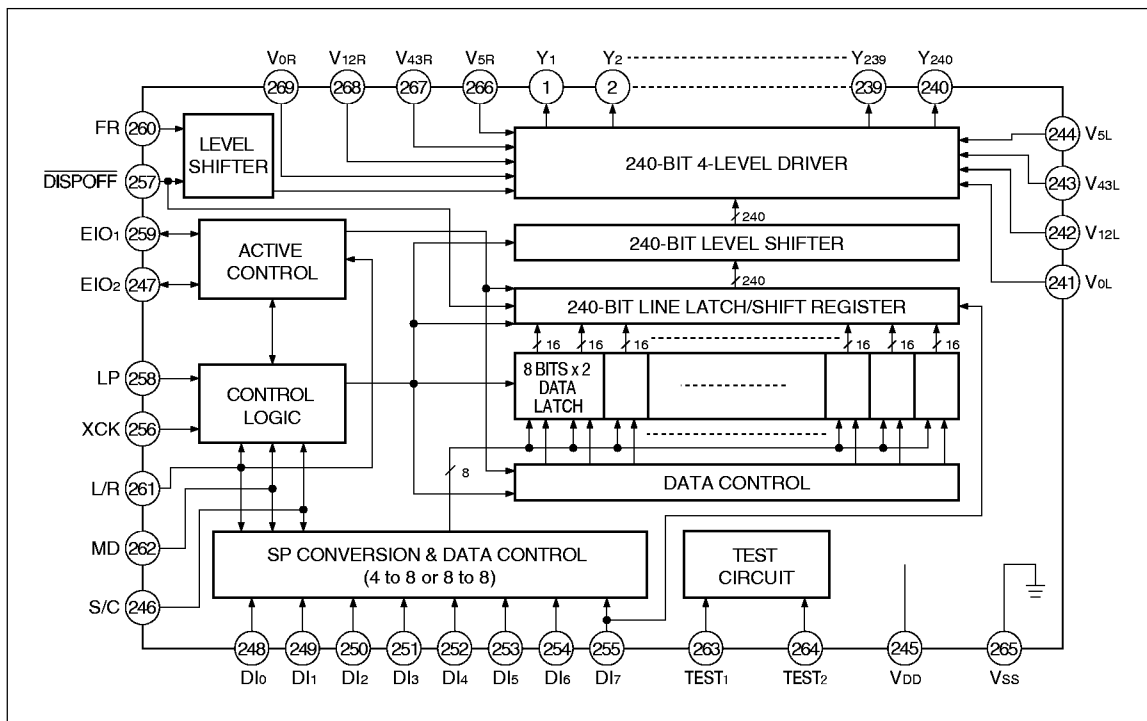 V0R V12R V43R V5R Y1 Y2 Y239 Y240
269 268 267 266 1 2 239 240
FR 260
LEVEL SHIFTER
DISPOFF 257
240-BIT 4-LEVEL DRIVER
244 V5L
243 V43L
242 V12L
241 V0L
240
EIO1 259
ACTIVE CONTROL
EIO2 247
240-BIT LEVEL SHIFTER
240
240-BIT LINE LATCH/SHIFT REGISTER
16 16 16 16 16 16
LP 258
CONTROL LOGIC
XCK 256
8 BITS x 2 DATA LATCH
8
L/R 261
DATA CONTROL
MD 262
SP CONVERSION & DATA CONTROL
(4 to 8 or 8 to 8)
TEST CIRCUIT
S/C 246
248 249 250 251 252 253 254 255 263 264 245 265
DI0 DI1 DI2 DI3 DI4 DI5 DI6 DI7 TEST1 TEST2 VDD VSS